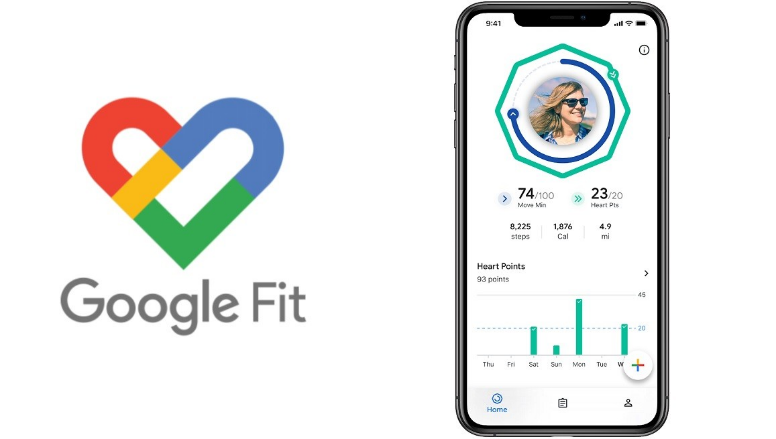 Google Fit
9:41
74/100
Move Min
23/20
Heart Pts
8,225
steps
1,876
Cal
4.9
mi
Heart Points
93 points
45
20
Thu Fri Sat Sun Mon Tue W
Home